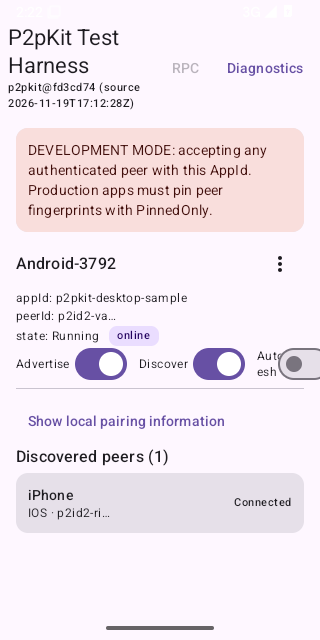 P2pKit Test
Harness
RPC
Diagnostics
p2pkit@fd3cd74 (source
2026-11-19T17:12:28Z)
DEVELOPMENT MODE: accepting any
authenticated peer with this AppId.
Production apps must pin peer
fingerprints with PinnedOnly.
Android-3792
appId: p2pkit-desktop-sample
peerId: p2id2-va…
state: Running online
Advertise
Discover
esh
Show local pairing information
Discovered peers (1)
iPhone
Connected
IOS · p2id2-ri…